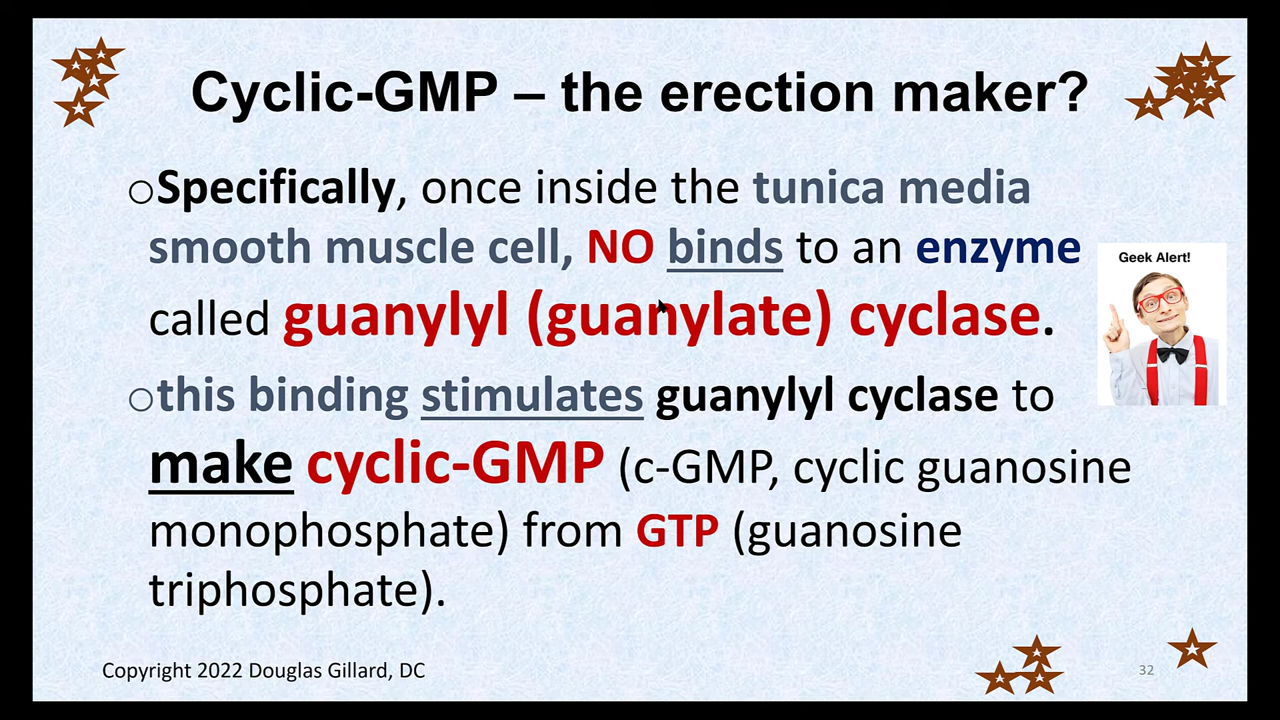 Cyclic-GMP – the erection maker?
oSpecifically, once inside the tunica media
smooth muscle cell, NO binds to an enzyme
called guanylyl (guanylate) cyclase.
Geek Alert!
othis binding stimulates guanylyl cyclase to
make cyclic-GMP (c-GMP, cyclic guanosine
monophosphate) from GTP (guanosine
triphosphate).
Copyright 2022 Douglas Gillard, DC
32